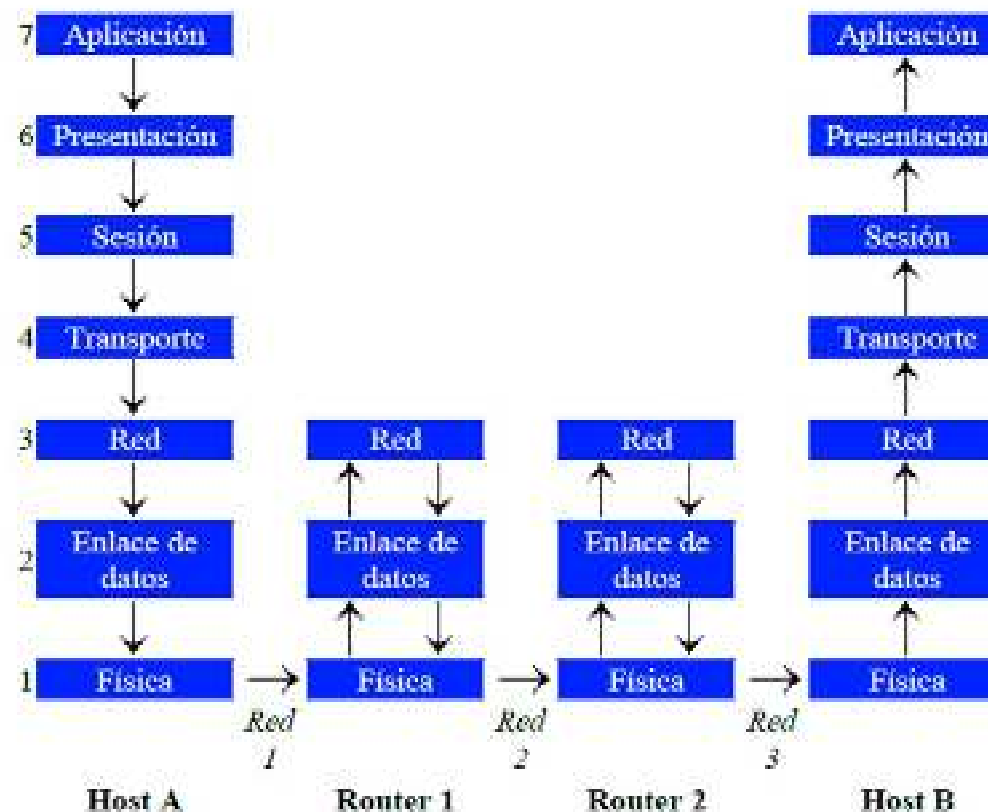 7 Aplicación Aplicación
6 Presentación Presentación
5 Sesión Sesión
4 Transporte Transporte
3 Red Red Red Red
2 Enlace de Enlace de Enlace de Enlace de
datos datos datos datos
1 Física Física Física Física
Red Red Red
1 2 3
Host A Router 1 Router 2 Host B